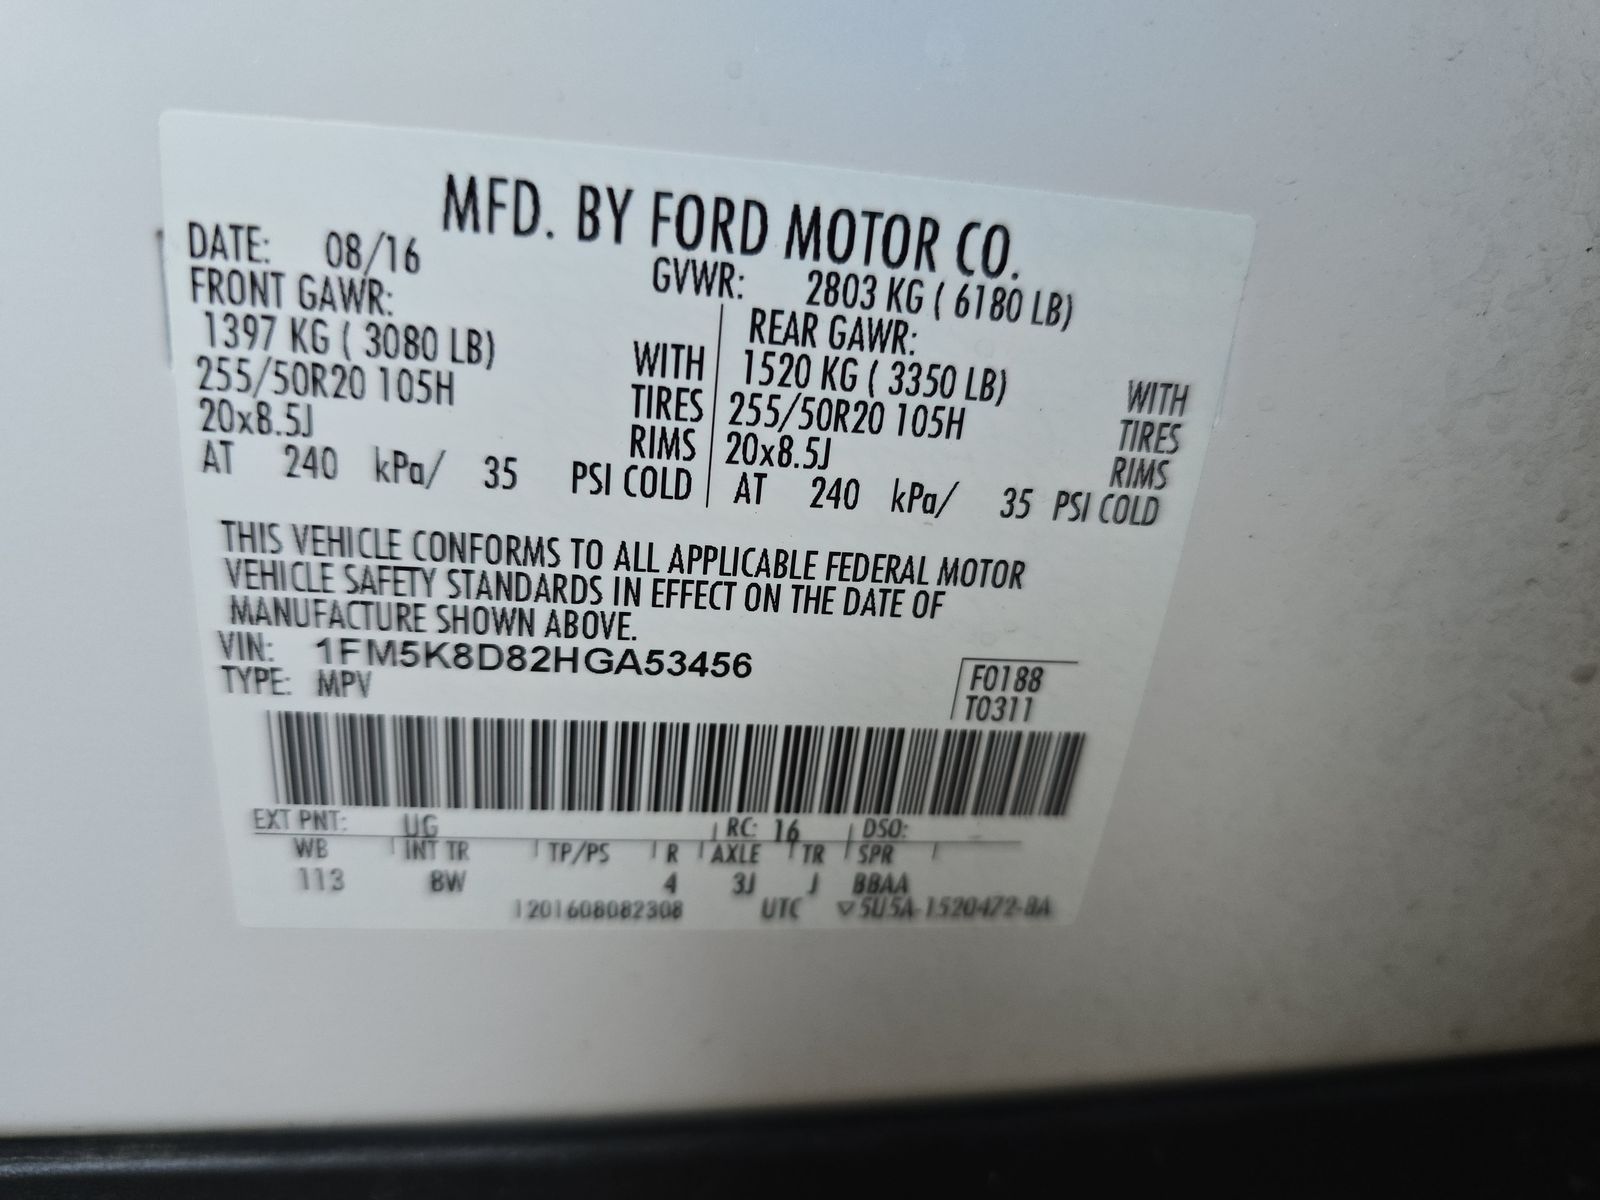 MFD. BY FORD MOTOR CO.
DATE: 08/16 GVWR: 2803 KG ( 6180 LB)
FRONT GAWR: REAR GAWR:
1397 KG ( 3080 LB) WITH 1520 KG ( 3350 LB) WITH
255/50R20 105H TIRES 255/50R20 105H TIRES
20x8.5J RIMS 20x8.5J RIMS
AT 240 kPa/ 35 PSI COLD AT 240 kPa/ 35 PSI COLD
THIS VEHICLE CONFORMS TO ALL APPLICABLE FEDERAL MOTOR
VEHICLE SAFETY STANDARDS IN EFFECT ON THE DATE OF
MANUFACTURE SHOWN ABOVE.
VIN: 1FM5K8D82HGA53456
TYPE: MPV F0188
T0311
EXT PNT: UG RC: 16 DSO:
WB INT TR TP/PS R AXLE TR SPR
113 8W 4 3J J BBAA
1201608082308 UTC ▽5U5A-1520472-BA